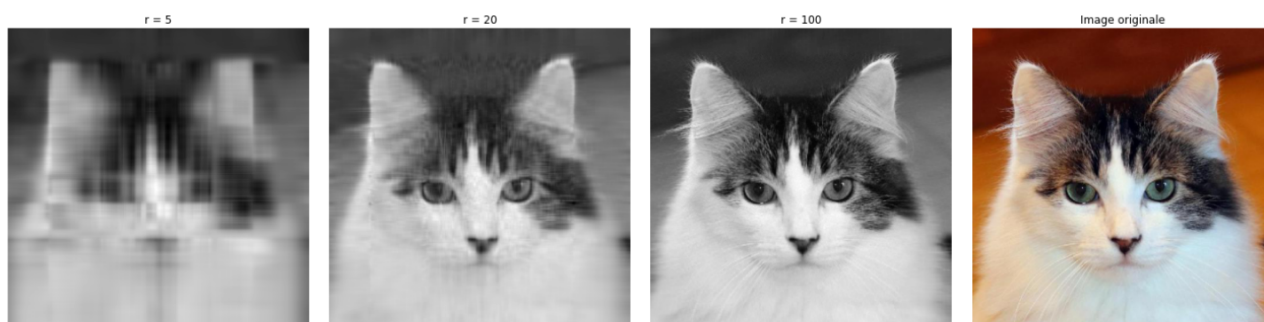 r = 5
r = 20
r = 100
Image originale